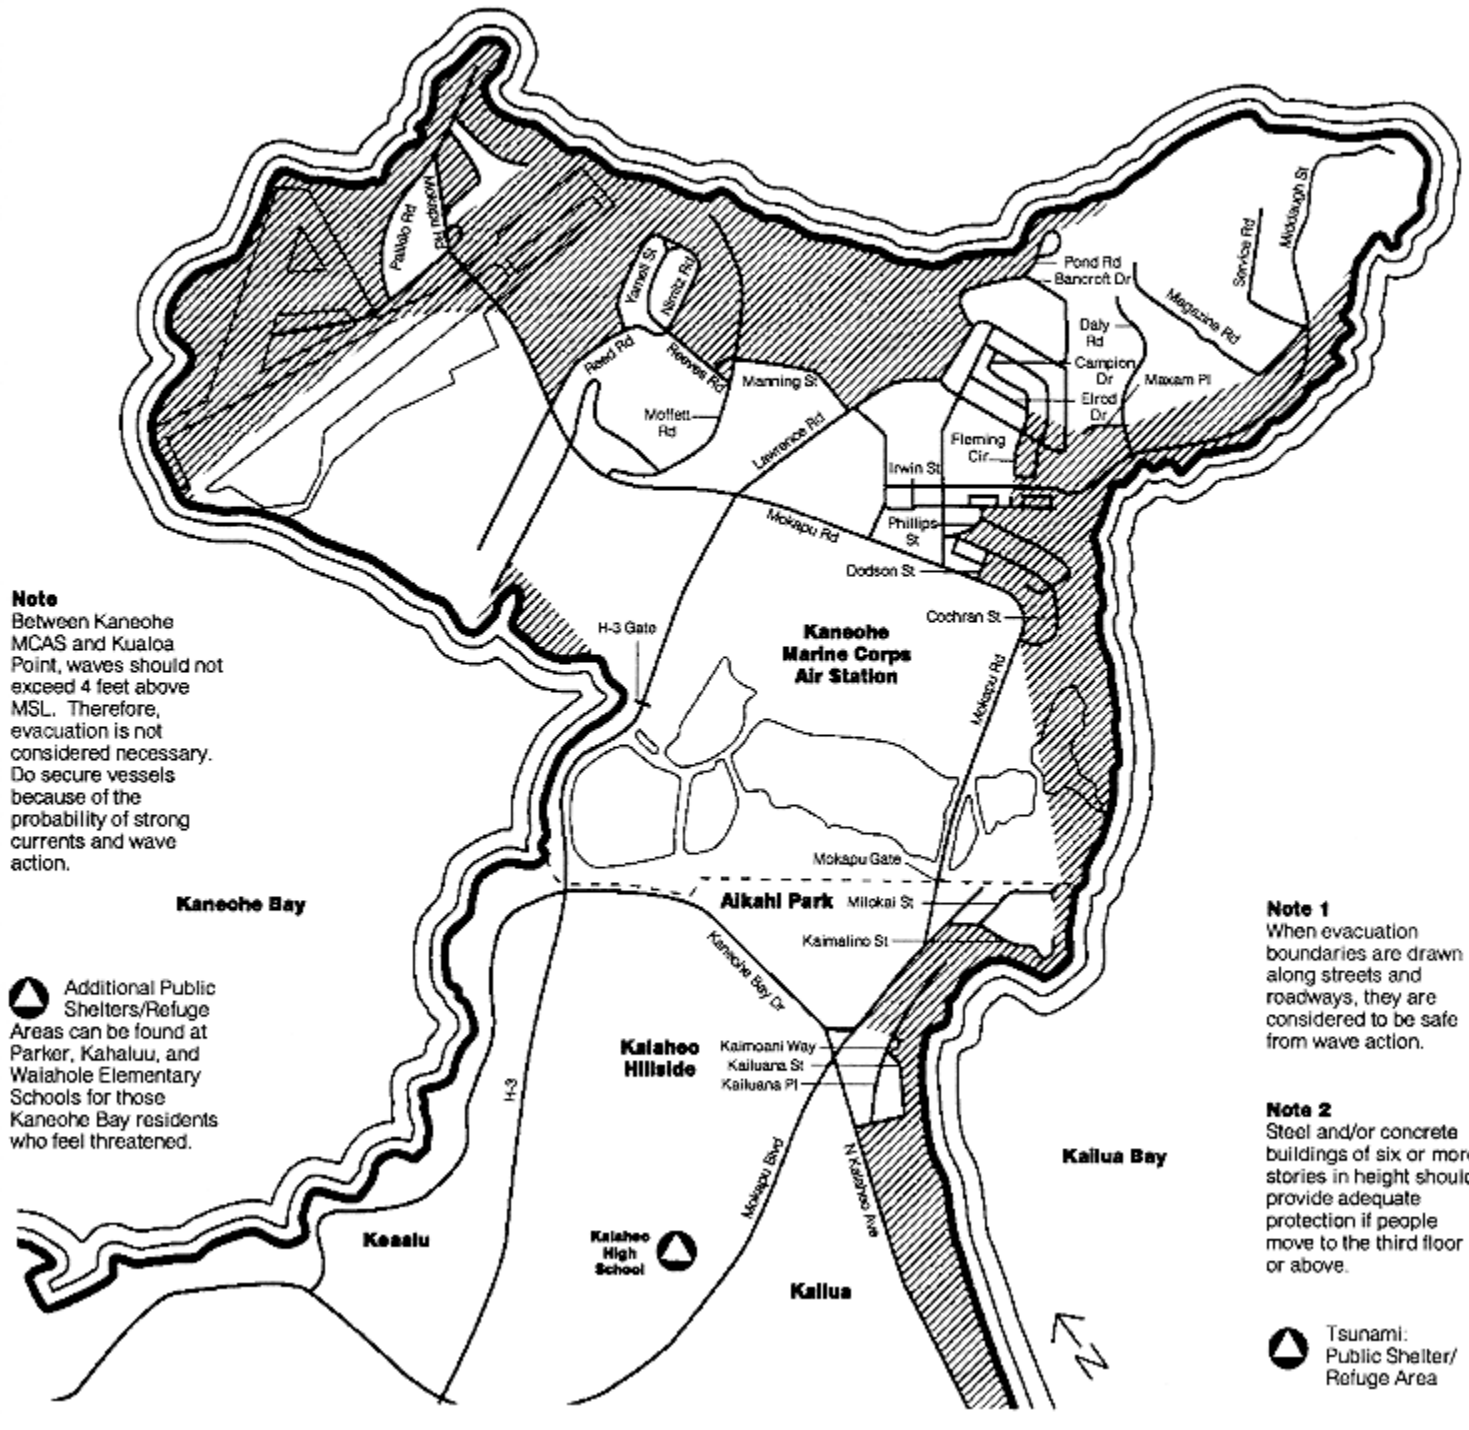 Palikilo Rd
Mokapu Rd
Yarnell St
Nimitz Rd
Reed Rd
Reeves Rd
Manning St
Moffett
Rd
Lawrence Rd
Pond Rd
Bancroft Dr
Service Rd
Middaugh St
Magazine Rd
Daly
Rd
Campion
Dr
Maxam Pl
Elrod
Dr
Fleming
Cir
Irwin St
Mokapu Rd
Phillips
St
Dodson St
Cochran St
H-3 Gate
Kaneohe
Marine Corps
Air Station
Mokapu Rd
Note
Between Kaneohe
MCAS and Kualoa
Point, waves should not
exceed 4 feet above
MSL. Therefore,
evacuation is not
considered necessary.
Do secure vessels
because of the
probability of strong
currents and wave
action.
Mokapu Gate
Kaneohe Bay
Aikahi Park
Milokai St
Kaimalino St
Kaneohe Bay Dr
Note 1
When evacuation
boundaries are drawn
along streets and
roadways, they are
considered to be safe
from wave action.
Additional Public
Shelters/Refuge
Areas can be found at
Parker, Kahaluu, and
Waiahole Elementary
Schools for those
Kaneohe Bay residents
who feel threatened.
Kalaheo
Hillside
Kaimoani Way
Kailuana St
Kailuana Pl
H-3
Mokapu Blvd
N Kalaheo Ave
Kailua Bay
Note 2
Steel and/or concrete
buildings of six or more
stories in height should
provide adequate
protection if people
move to the third floor
or above.
Keaalu
Kalaheo
High
School
Kailua
N
Tsunami:
Public Shelter/
Refuge Area